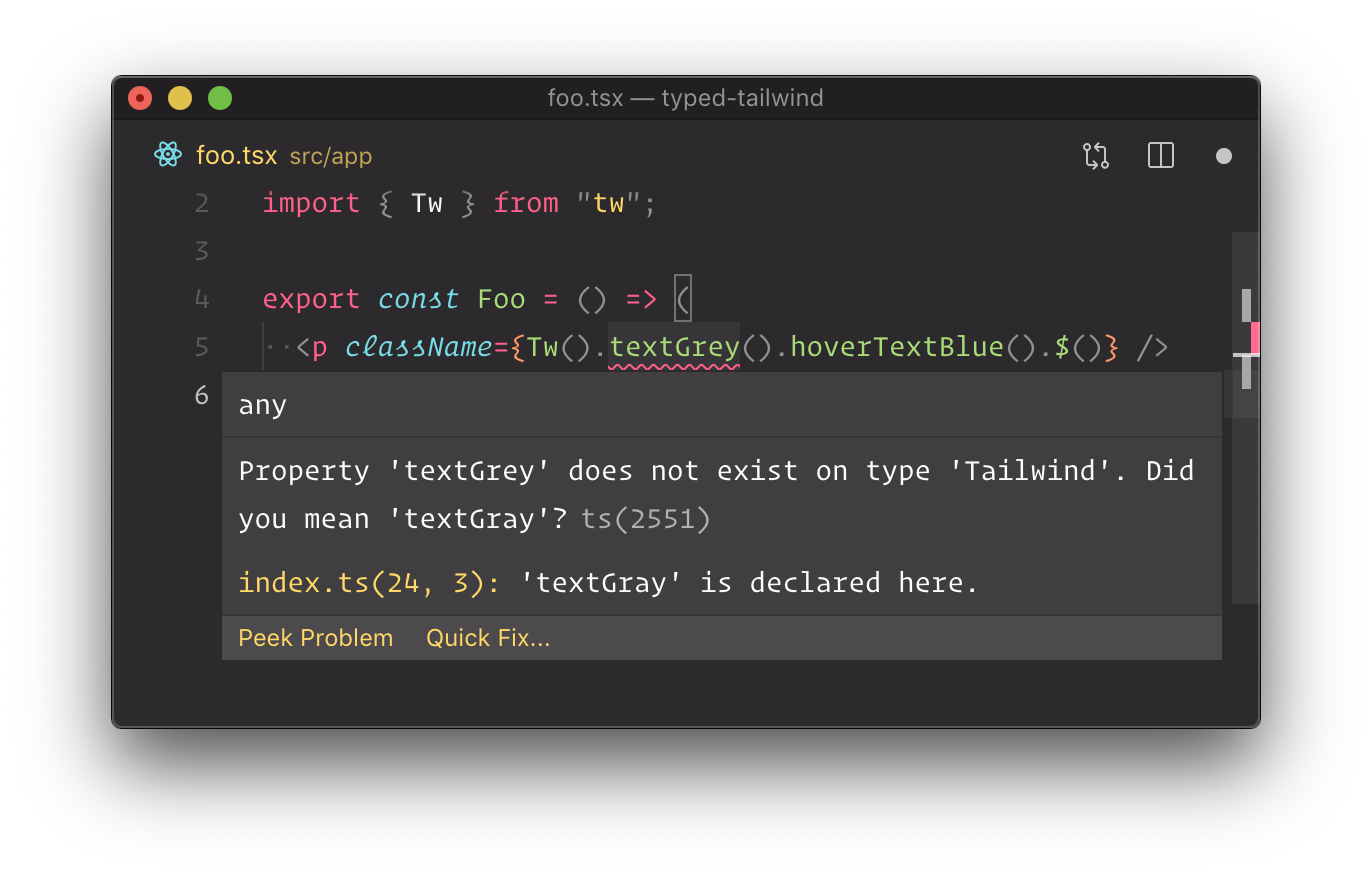 foo.tsx — typed-tailwind
foo.tsx src/app
2 import { Tw } from "tw";
3
4 export const Foo = () => (
5 ··<p className={Tw().textGrey().hoverTextBlue().$()} />
6
any
Property 'textGrey' does not exist on type 'Tailwind'. Did
you mean 'textGray'? ts(2551)
index.ts(24, 3): 'textGray' is declared here.
Peek Problem Quick Fix...